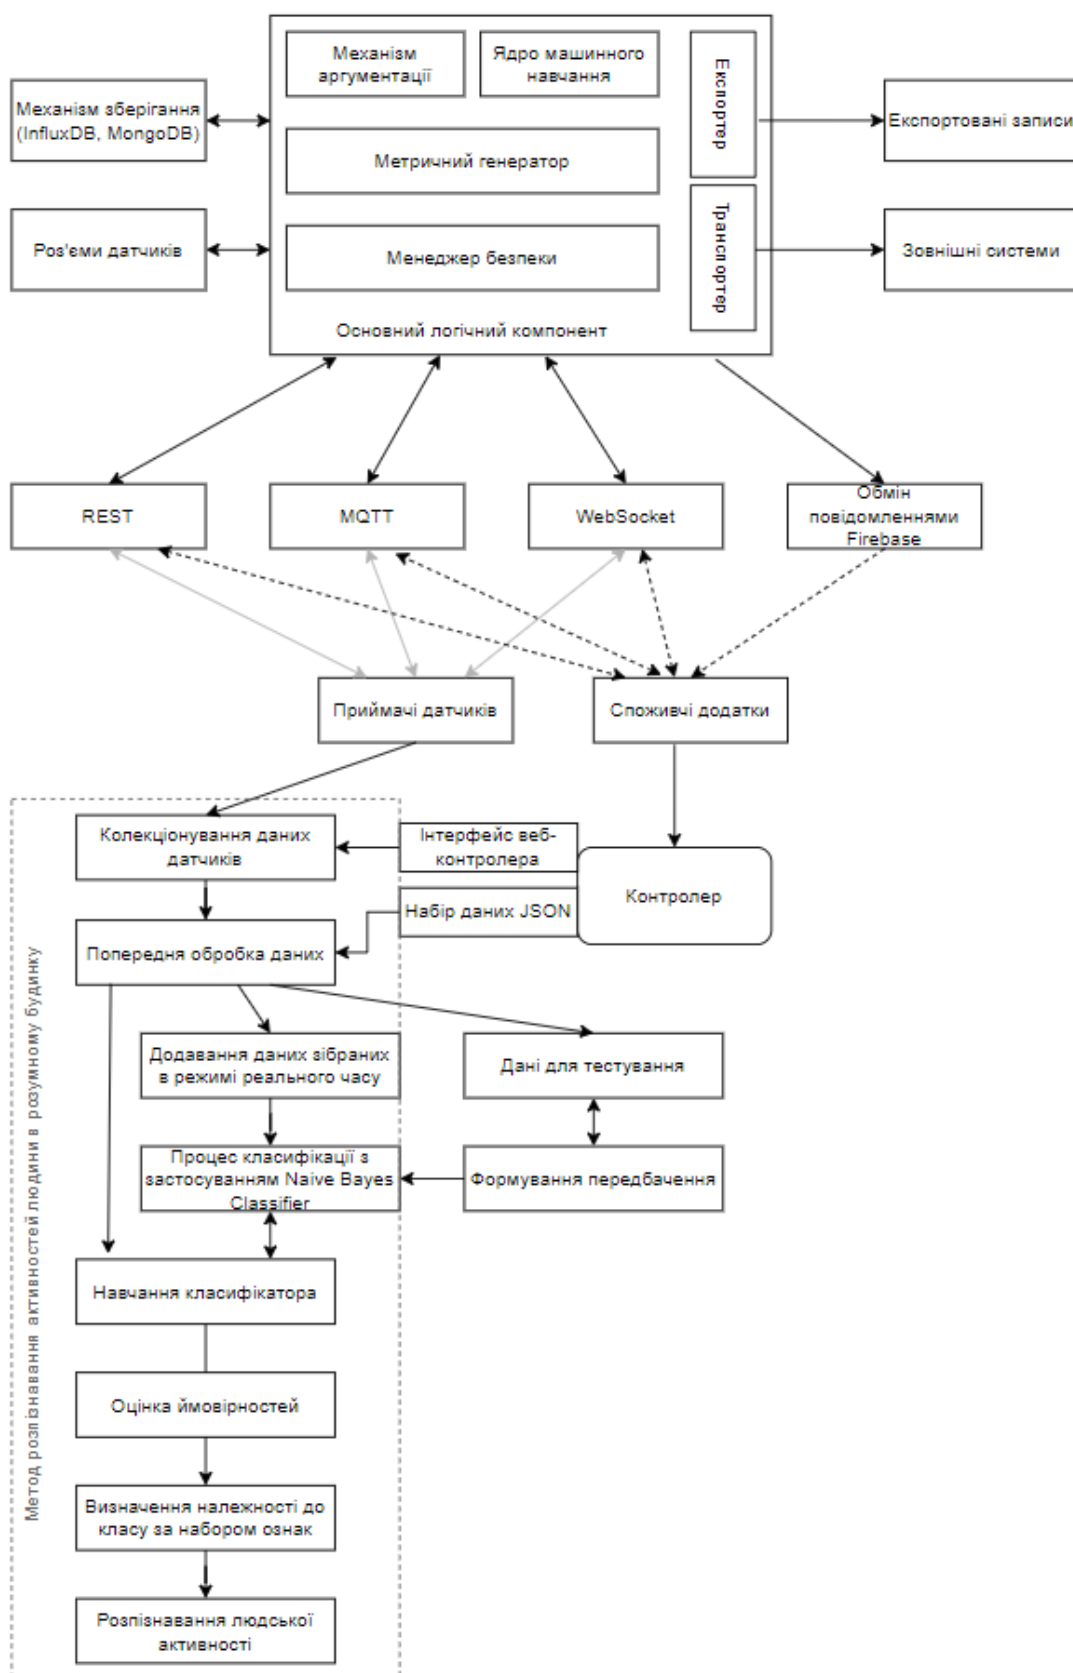 Механізм
аргументації
Ядро машинного
навчання
Експортер
Механізм зберігання
(InfluxDB, MongoDB)
Експортовані записи
Метричний генератор
Транспортер
Роз'єми датчиків
Менеджер безпеки
Зовнішні системи
Основний логічний компонент
REST
MQTT
WebSocket
Обмін
повідомленнями
Firebase
Приймачі датчиків
Споживчі додатки
Колекціонування даних
датчиків
Інтерфейс веб-
контролера
Контролер
Набір даних JSON
Попередня обробка даних
Метод розпізнавання активностей людини в розумному будинку
Додавання даних зібраних
в режимі реального часу
Дані для тестування
Процес класифікації з
застосуванням Naive Bayes
Classifier
Формування передбачення
Навчання класифікатора
Оцінка ймовірностей
Визначення належності до
класу за набором ознак
Розпізнавання людської
активності